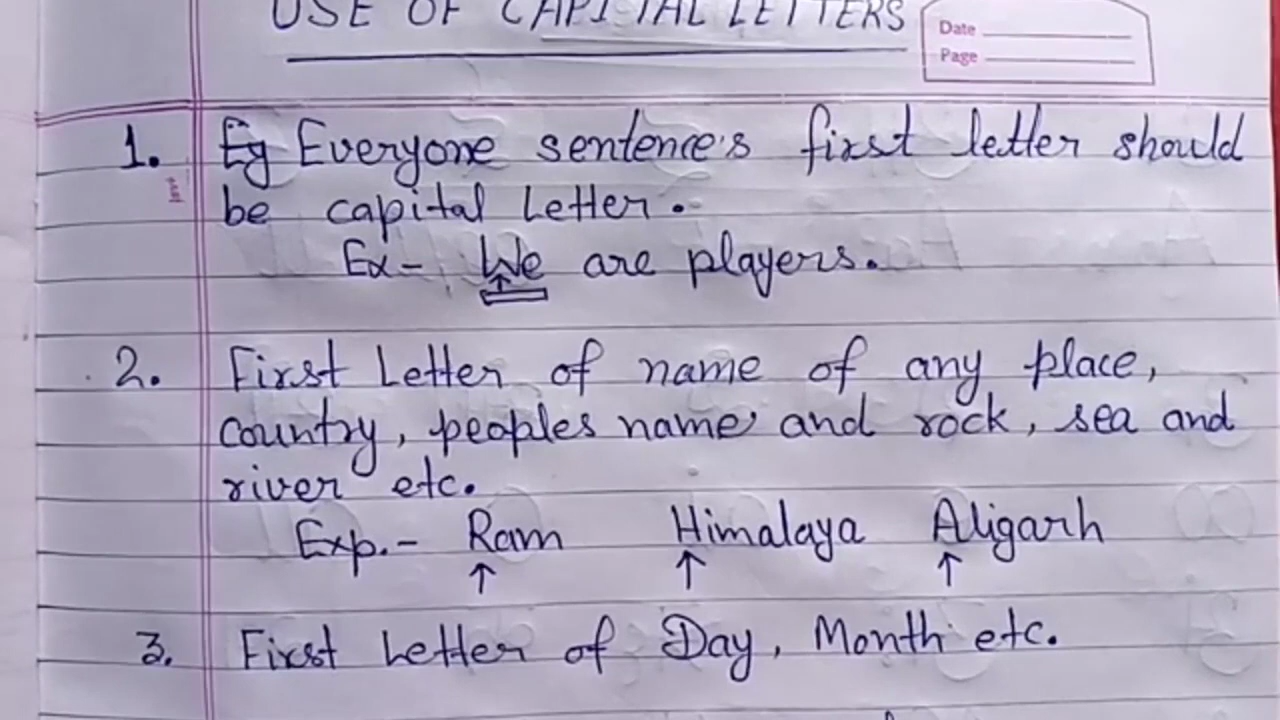 USE OF CAPITAL LETTERS
Date
Page
1. Eg Everyone sentence's first letter should
be capital Letter.
Ex- We are players.
2. First Letter of name of any place,
country, peoples name and rock, sea and
river etc.
Exp.- Ram Himalaya Aligarh
3. First Letter of Day, Month etc.